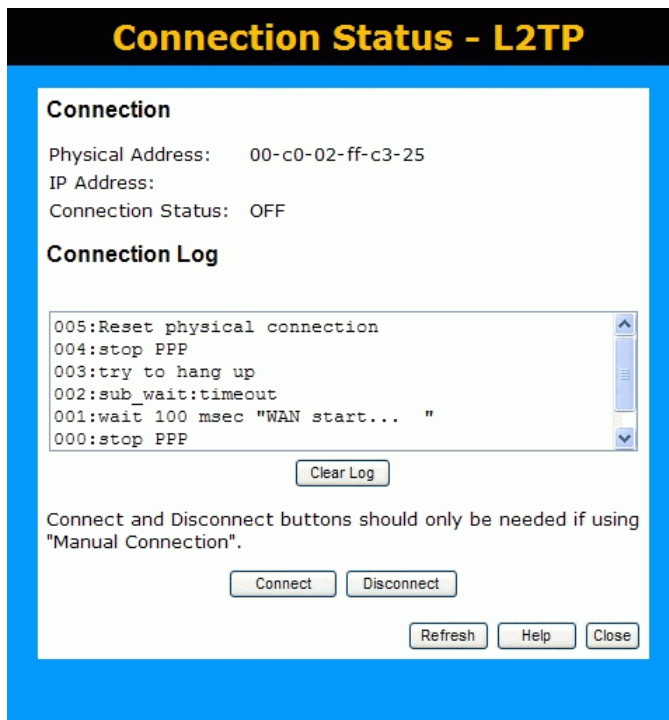 Connection Status - L2TP
Connection
Physical Address: 00-c0-02-ff-c3-25
IP Address:
Connection Status: OFF
Connection Log
005:Reset physical connection
004:stop PPP
003:try to hang up
002:sub_wait:timeout
001:wait 100 msec "WAN start...  "
000:stop PPP
Clear Log
Connect and Disconnect buttons should only be needed if using
"Manual Connection".
Connect Disconnect
Refresh Help Close